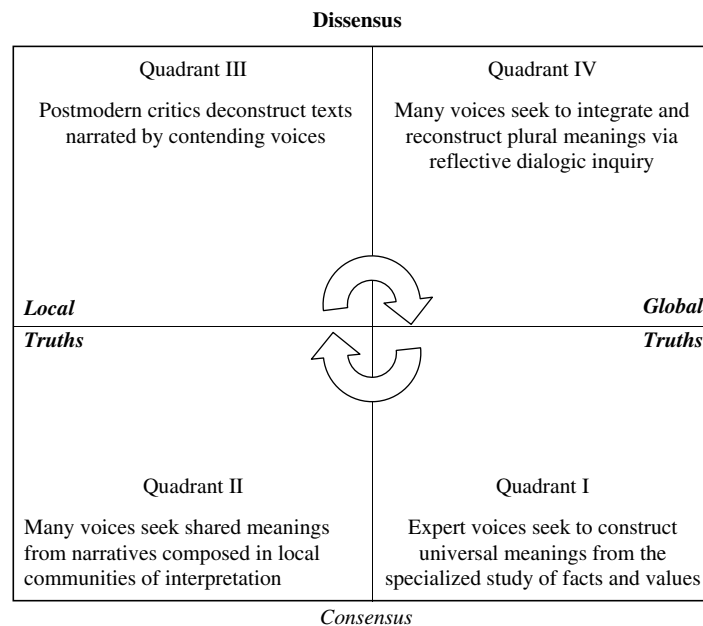 Dissensus
Quadrant III
Postmodern critics deconstruct texts
narrated by contending voices
Quadrant IV
Many voices seek to integrate and
reconstruct plural meanings via
reflective dialogic inquiry
Local
Truths
Global
Truths
Quadrant II
Many voices seek shared meanings
from narratives composed in local
communities of interpretation
Quadrant I
Expert voices seek to construct
universal meanings from the
specialized study of facts and values
Consensus